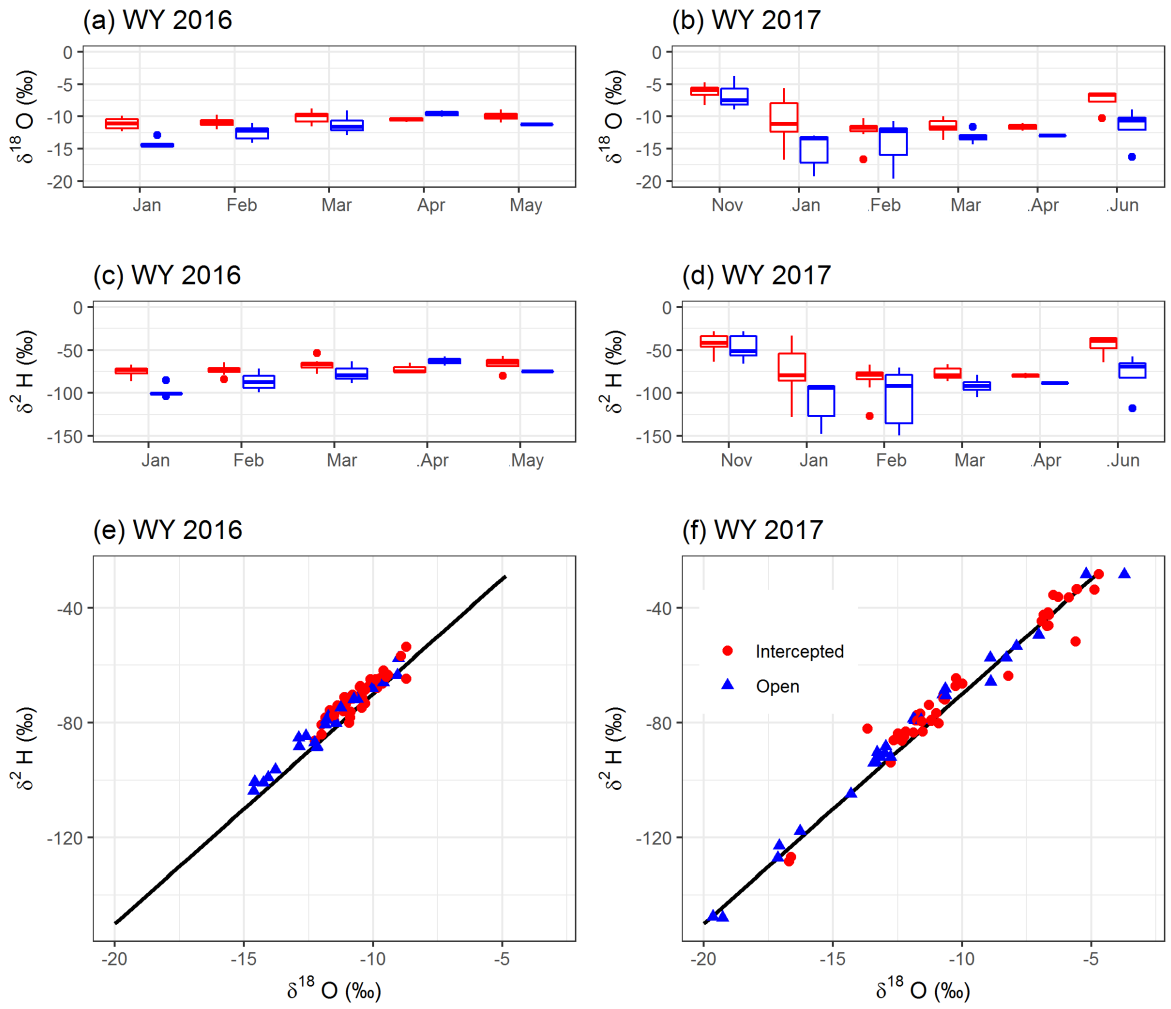 (a) WY 2016
(b) WY 2017
δ18 O (‰)
0
-5
-10
-15
-20
Jan Feb Mar Apr May
δ18 O (‰)
0
-5
-10
-15
-20
Nov Jan .Feb Mar .Apr .Jun
(c) WY 2016
(d) WY 2017
δ2 H (‰)
0
-50
-100
-150
Jan Feb Mar .Apr .May
δ2 H (‰)
0
-50
-100
-150
Nov Jan Feb Mar .Apr .Jun
(e) WY 2016
(f) WY 2017
δ2 H (‰)
-40
-80
-120
-20 -15 -10 -5
δ18 O (‰)
δ2 H (‰)
-40
-80
-120
Intercepted
Open
-20 -15 -10 -5
δ18 O (‰)